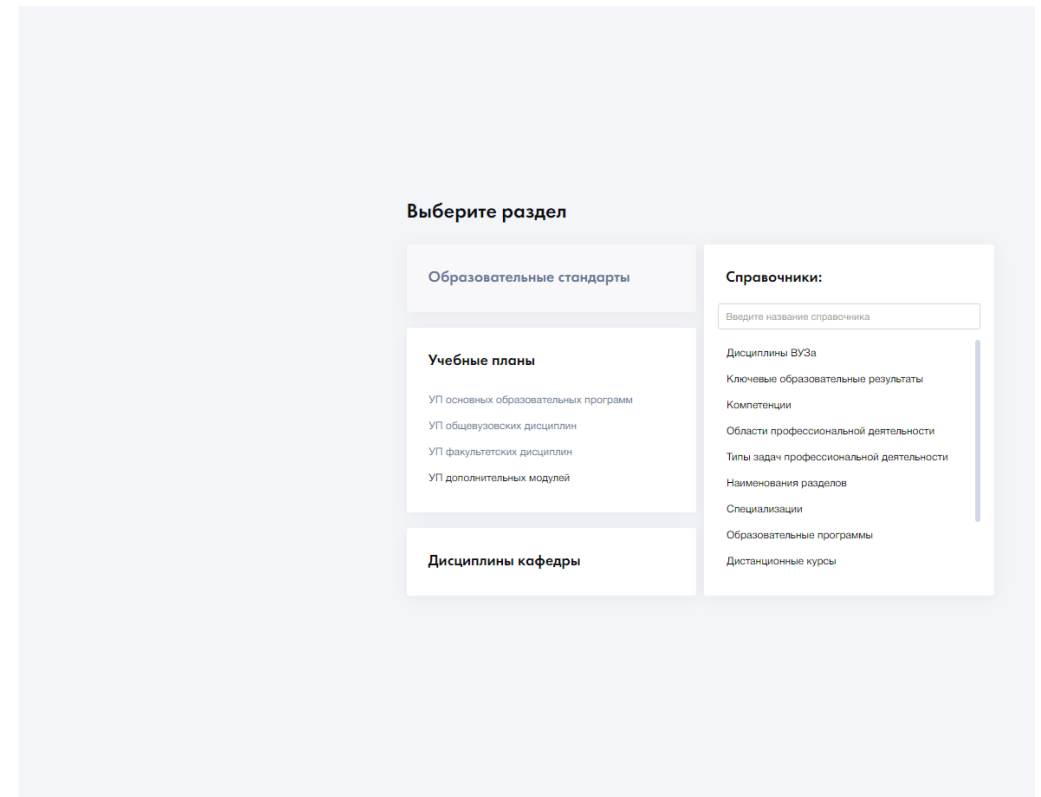 Выберите раздел
Образовательные стандарты
Учебные планы
УП основных образовательных программ
УП общевузовских дисциплин
УП факультетских дисциплин
УП дополнительных модулей
Дисциплины кафедры
Справочники:
Введите название справочника
Дисциплины ВУЗа
Ключевые образовательные результаты
Компетенции
Области профессиональной деятельности
Типы задач профессиональной деятельности
Наименования разделов
Специализации
Образовательные программы
Дистанционные курсы